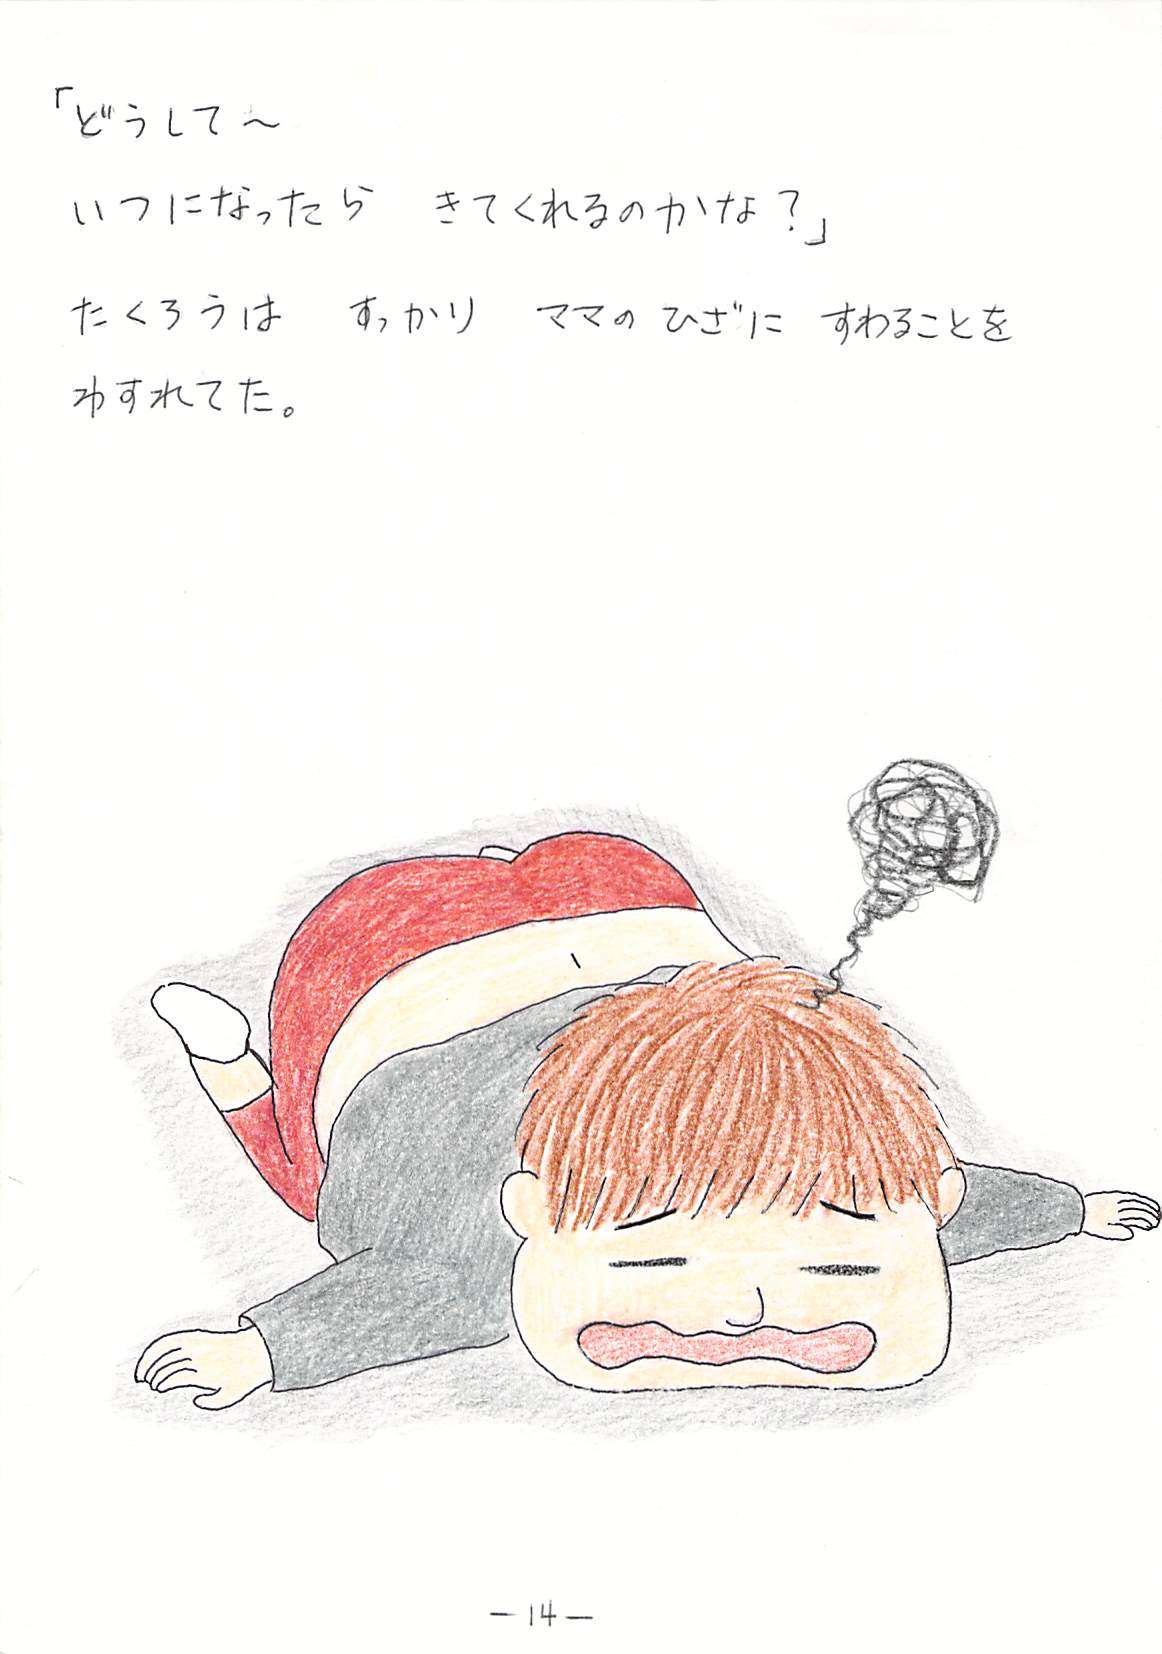 「どうして〜
いつになったら　きてくれるのかな？」
たくろうは　すっかり　ママのひざに　すわることを
わすれてた。
－14－